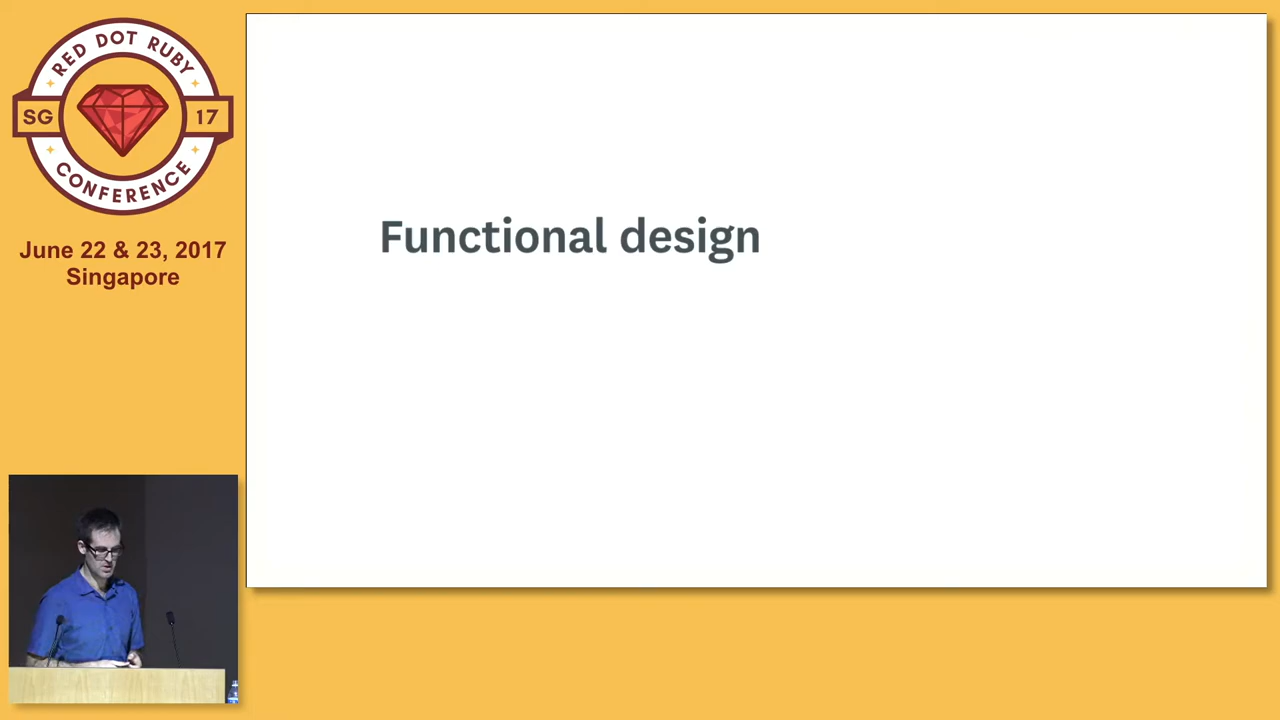 RED DOT RUBY
SG 17
CONFERENCE
June 22 & 23, 2017
Singapore
Functional design